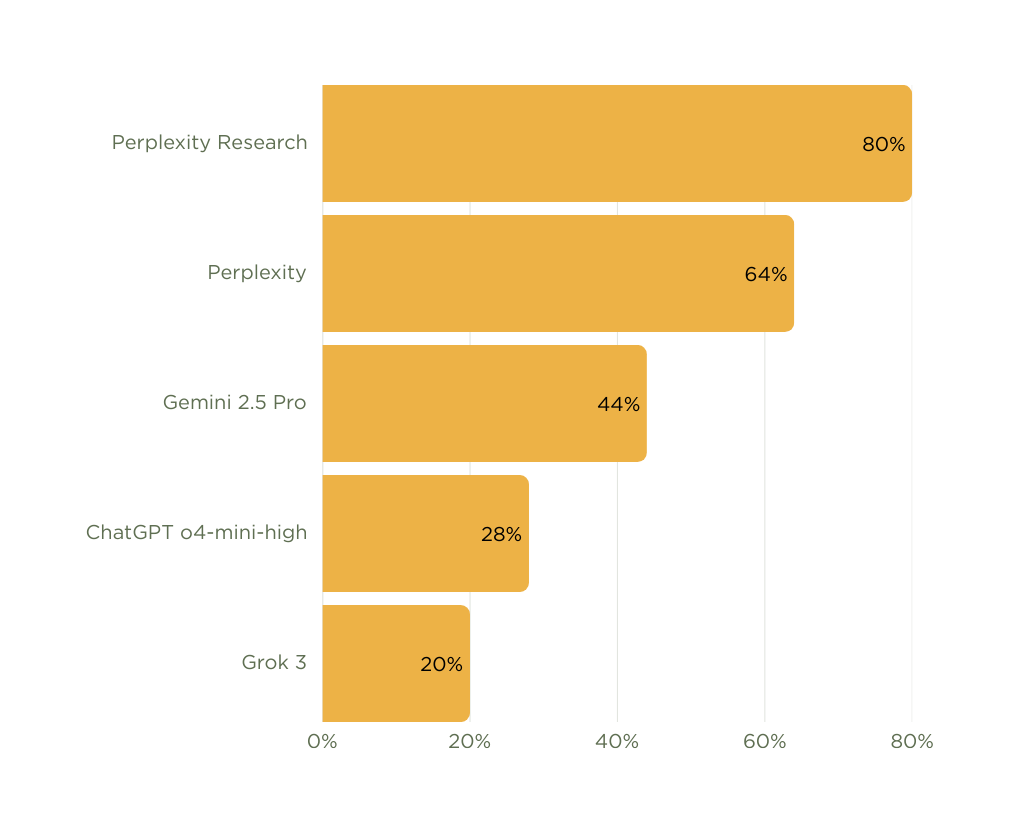 Perplexity Research
80%
Perplexity
64%
Gemini 2.5 Pro
44%
ChatGPT o4-mini-high
28%
Grok 3
20%
0% 20% 40% 60% 80%